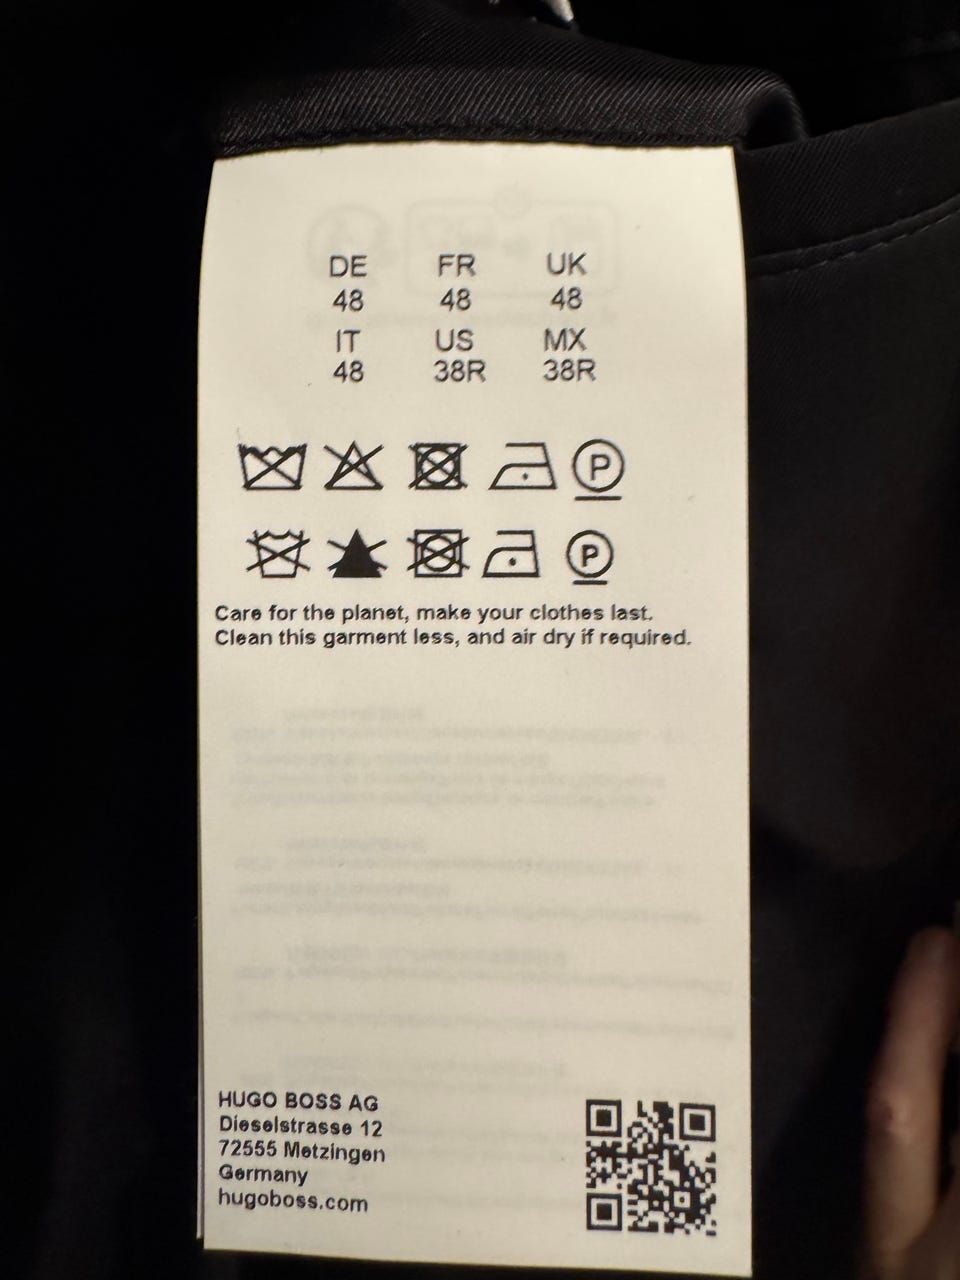 DE FR UK
48 48 48
IT US MX
48 38R 38R
P
P
Care for the planet, make your clothes last.
Clean this garment less, and air dry if required.
HUGO BOSS AG
Dieselstrasse 12
72555 Metzingen
Germany
hugoboss.com